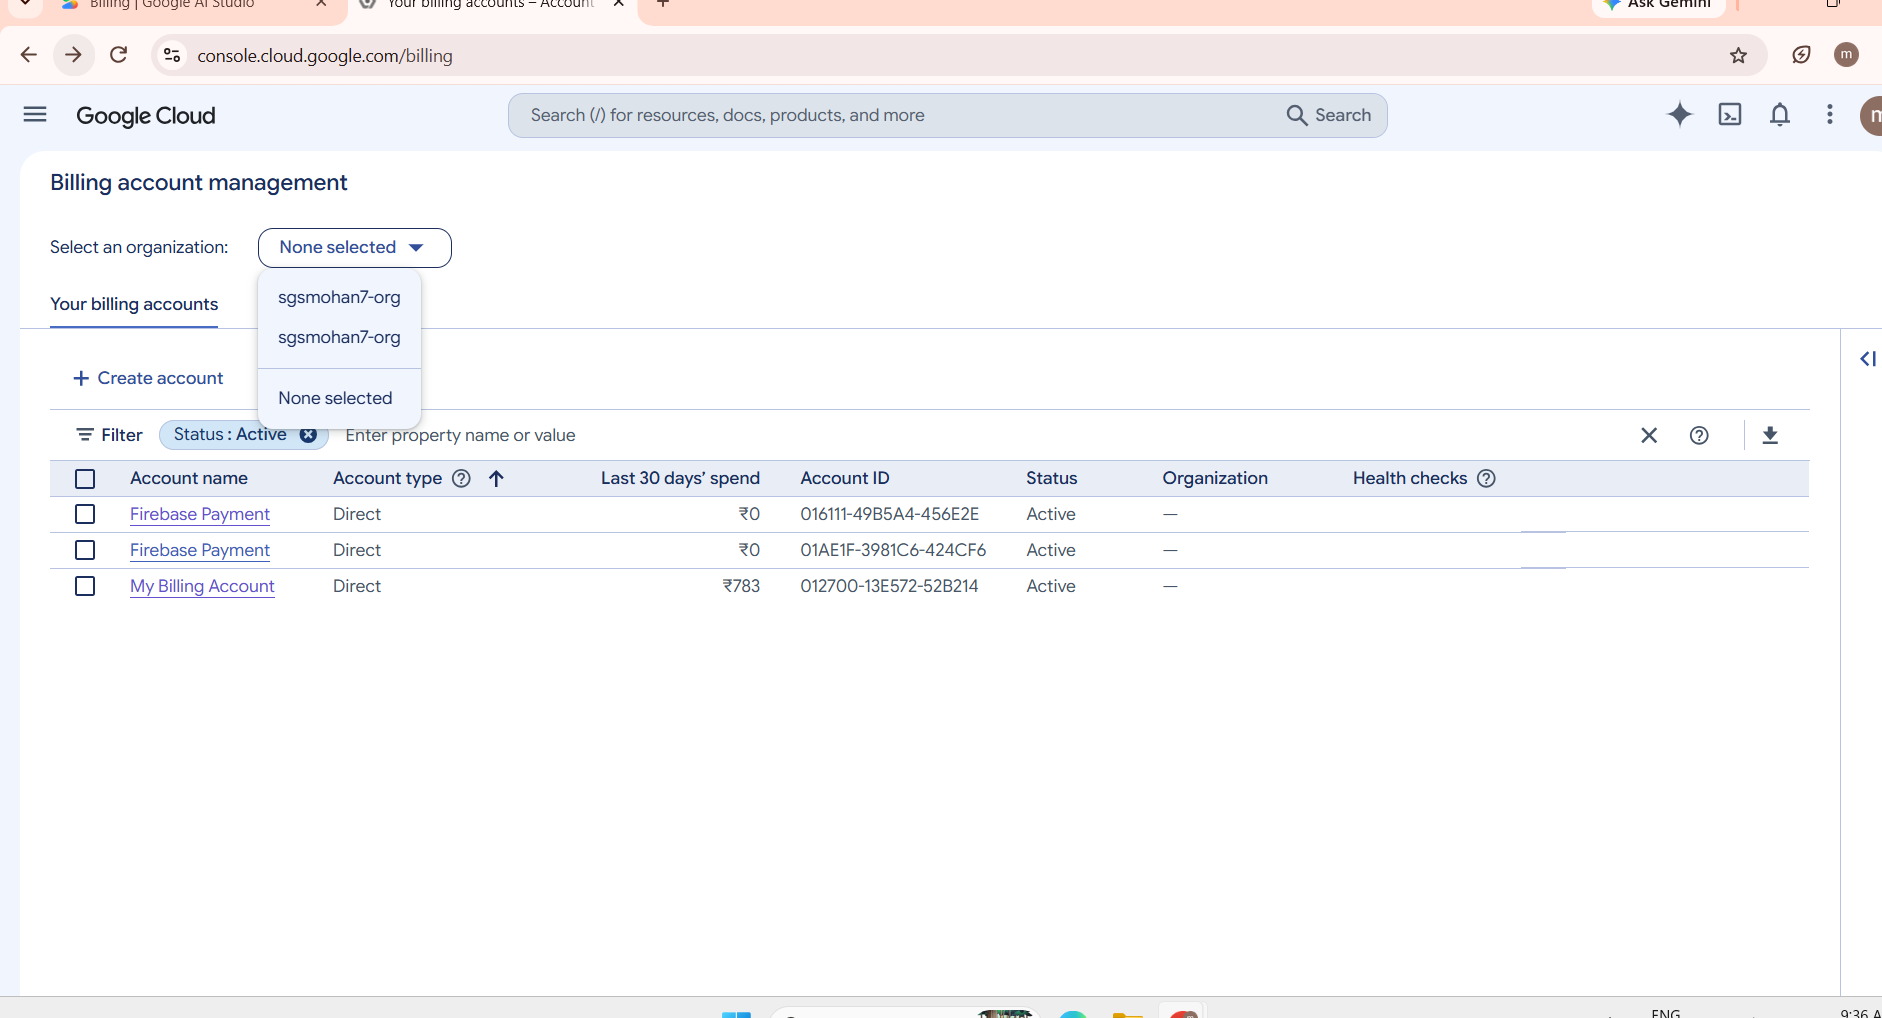 Billing | Google AI Studio
Your billing accounts – Account
Ask Gemini
console.cloud.google.com/billing
m
Google Cloud
Search (/) for resources, docs, products, and more
Search
Billing account management
Select an organization:
None selected
sgsmohan7-org
sgsmohan7-org
None selected
Your billing accounts
+ Create account
Filter
Status : Active
Enter property name or value
Account name Account type Last 30 days’ spend Account ID Status Organization Health checks
Firebase Payment Direct ₹0 016111-49B5A4-456E2E Active —
Firebase Payment Direct ₹0 01AE1F-3981C6-424CF6 Active —
My Billing Account Direct ₹783 012700-13E572-52B214 Active —
ENG
9:36 A